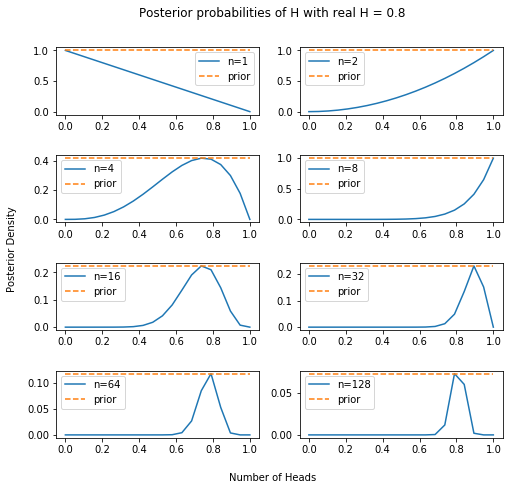 Posterior probabilities of H with real H = 0.8
1.0
0.5
0.0
n=1
prior
0.0 0.2 0.4 0.6 0.8 1.0
1.0
0.5
0.0
n=2
prior
0.0 0.2 0.4 0.6 0.8 1.0
0.4
0.2
0.0
n=4
prior
0.0 0.2 0.4 0.6 0.8 1.0
1.0
0.5
0.0
n=8
prior
0.0 0.2 0.4 0.6 0.8 1.0
Posterior Density
0.2
0.1
0.0
n=16
prior
0.0 0.2 0.4 0.6 0.8 1.0
0.2
0.1
0.0
n=32
prior
0.0 0.2 0.4 0.6 0.8 1.0
0.10
0.05
0.00
n=64
prior
0.0 0.2 0.4 0.6 0.8 1.0
0.05
0.00
n=128
prior
0.0 0.2 0.4 0.6 0.8 1.0
Number of Heads